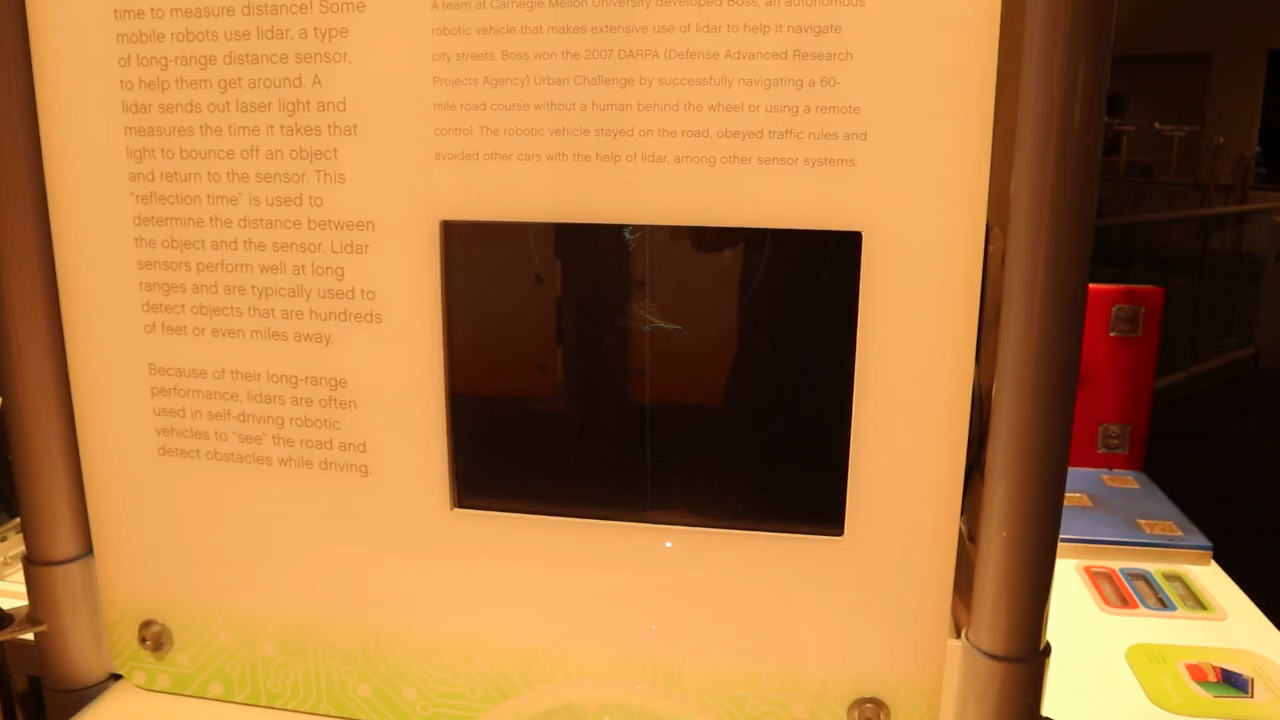 time to measure distance! Some
mobile robots use lidar, a type
of long-range distance sensor,
to help them get around. A
lidar sends out laser light and
measures the time it takes that
light to bounce off an object
and return to the sensor. This
"reflection time" is used to
determine the distance between
the object and the sensor. Lidar
sensors perform well at long
ranges and are typically used to
detect objects that are hundreds
of feet or even miles away.
Because of their long-range
performance, lidars are often
used in self-driving robotic
vehicles to "see" the road and
detect obstacles while driving.
A team at Carnegie Mellon University developed Boss, an autonomous
robotic vehicle that makes extensive use of lidar to help it navigate
city streets. Boss won the 2007 DARPA (Defense Advanced Research
Projects Agency) Urban Challenge by successfully navigating a 60-
mile road course without a human behind the wheel or using a remote
control. The robotic vehicle stayed on the road, obeyed traffic rules and
avoided other cars with the help of lidar, among other sensor systems.